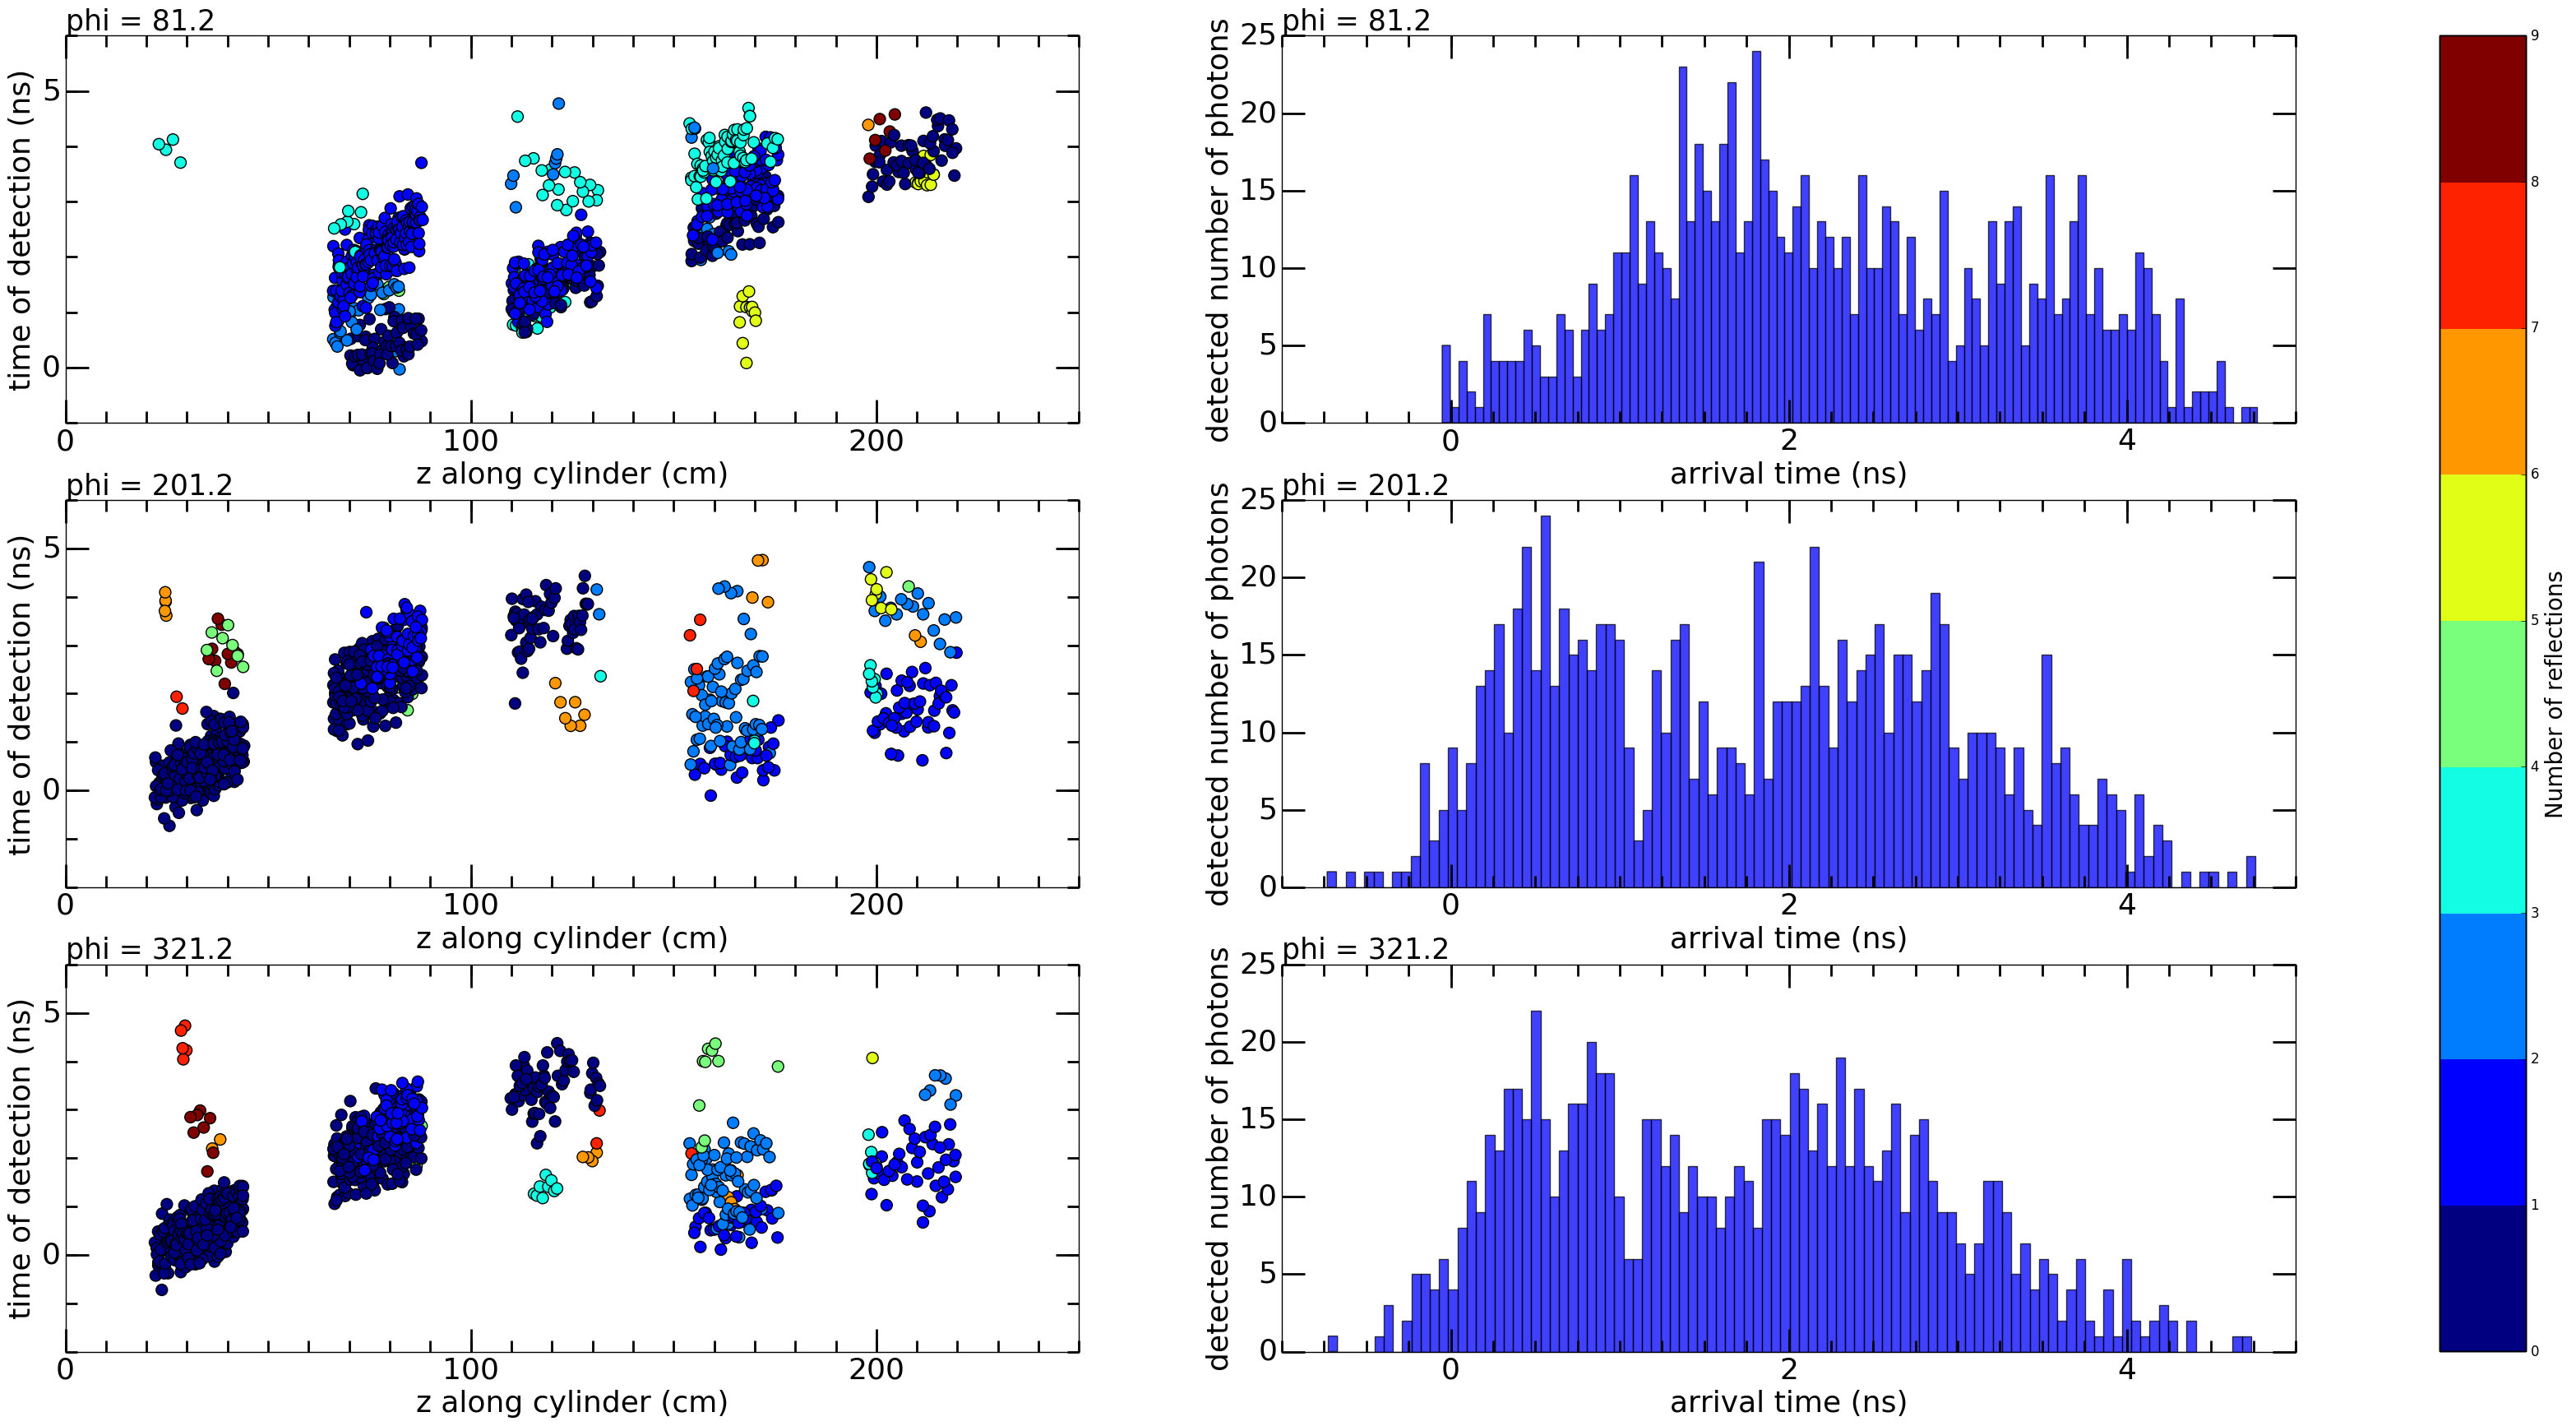 phi = 81.2
time of detection (ns)
5
0
0 100 200
z along cylinder (cm)
phi = 81.2
detected number of photons
25
20
15
10
5
0
0 2 4
arrival time (ns)
phi = 201.2
time of detection (ns)
5
0
0 100 200
z along cylinder (cm)
phi = 201.2
detected number of photons
25
20
15
10
5
0
0 2 4
arrival time (ns)
phi = 321.2
time of detection (ns)
5
0
0 100 200
z along cylinder (cm)
phi = 321.2
detected number of photons
25
20
15
10
5
0
0 2 4
arrival time (ns)
9
8
7
6
5
4
3
2
1
0
Number of reflections